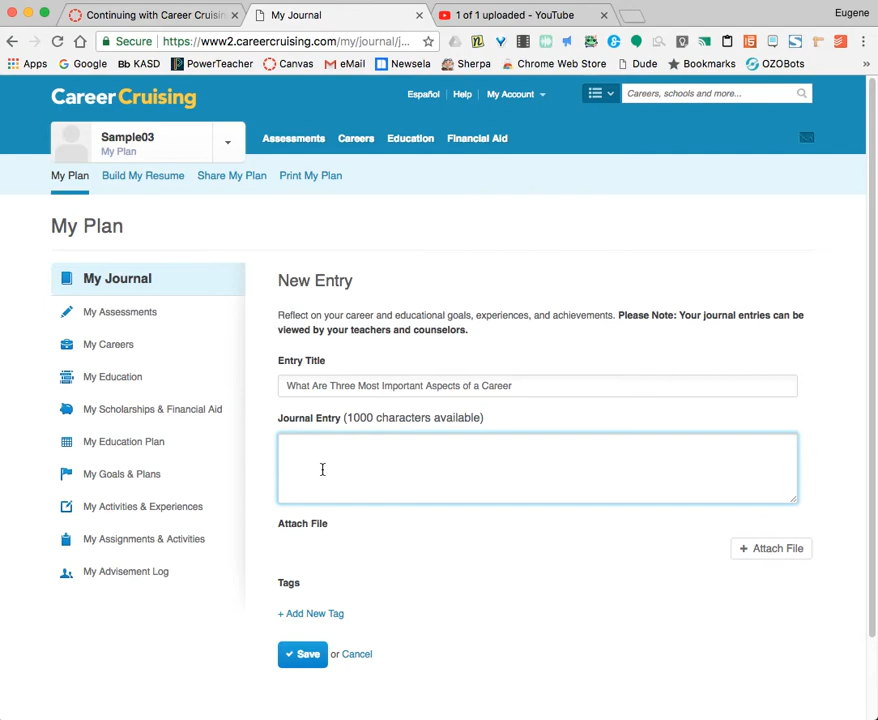 Continuing with Career Cruisin
My Journal
1 of 1 uploaded - YouTube
Eugene
Secure
https://www2.careercruising.com/my/journal/j...
Apps
Google
Bb KASD
PowerTeacher
Canvas
eMail
Newsela
Sherpa
Chrome Web Store
Dude
Bookmarks
OZOBots
»
CareerCruising
Español
Help
My Account
Careers, schools and more...
Sample03
My Plan
Assessments
Careers
Education
Financial Aid
My Plan
Build My Resume
Share My Plan
Print My Plan
My Plan
My Journal
My Assessments
My Careers
My Education
My Scholarships & Financial Aid
My Education Plan
My Goals & Plans
My Activities & Experiences
My Assignments & Activities
My Advisement Log
New Entry
Reflect on your career and educational goals, experiences, and achievements. Please Note: Your journal entries can be
viewed by your teachers and counselors.
Entry Title
What Are Three Most Important Aspects of a Career
Journal Entry (1000 characters available)
Attach File
+ Attach File
Tags
+ Add New Tag
Save or Cancel